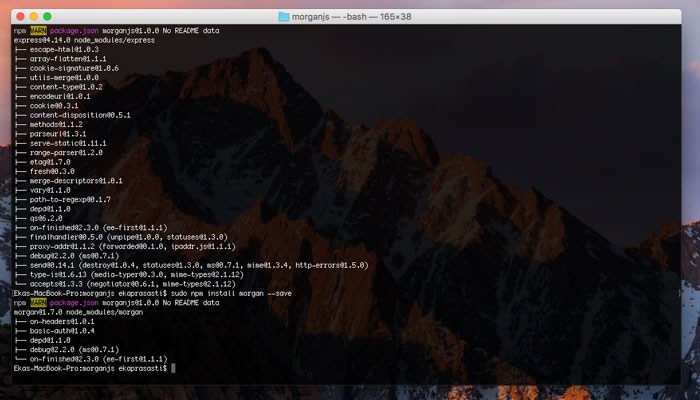 morganjs — -bash — 165×38
npm WARN package.json morganjs@1.0.0 No README data
express@4.14.0 node_modules/express
├── escape-html@1.0.3
├── array-flatten@1.1.1
├── cookie-signature@1.0.6
├── utils-merge@1.0.0
├── content-type@1.0.2
├── encodeurl@1.0.1
├── cookie@0.3.1
├── content-disposition@0.5.1
├── methods@1.1.2
├── parseurl@1.3.1
├── serve-static@1.11.1
├── range-parser@1.2.0
├── etag@1.7.0
├── fresh@0.3.0
├── merge-descriptors@1.0.1
├── vary@1.1.0
├── path-to-regexp@0.1.7
├── depd@1.1.0
├── qs@6.2.0
├── on-finished@2.3.0 (ee-first@1.1.1)
├── finalhandler@0.5.0 (unpipe@1.0.0, statuses@1.3.0)
├── proxy-addr@1.1.2 (forwarded@0.1.0, ipaddr.js@1.1.1)
├── debug@2.2.0 (ms@0.7.1)
├── send@0.14.1 (destroy@1.0.4, statuses@1.3.0, ms@0.7.1, mime@1.3.4, http-errors@1.5.0)
├── type-is@1.6.13 (media-typer@0.3.0, mime-types@2.1.12)
└── accepts@1.3.3 (negotiator@0.6.1, mime-types@2.1.12)
[Ekas-MacBook-Pro:morganjs ekaprasasti$ sudo npm install morgan --save
npm WARN package.json morganjs@1.0.0 No README data
morgan@1.7.0 node_modules/morgan
├── on-headers@1.0.1
├── basic-auth@1.0.4
├── depd@1.1.0
├── debug@2.2.0 (ms@0.7.1)
└── on-finished@2.3.0 (ee-first@1.1.1)
Ekas-MacBook-Pro:morganjs ekaprasasti$